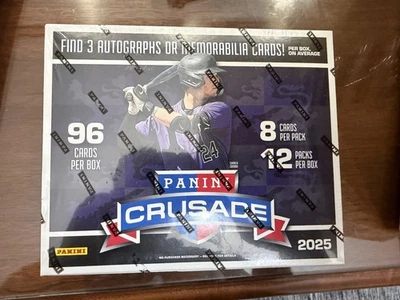 FIND 3 AUTOGRAPHS OR MEMORABILIA CARDS! PER BOX, ON AVERAGE
96
CARDS
PER BOX
8 CARDS PER PACK
12 PACKS PER BOX
24
PANINI
CRUSADE
PANINI
2025